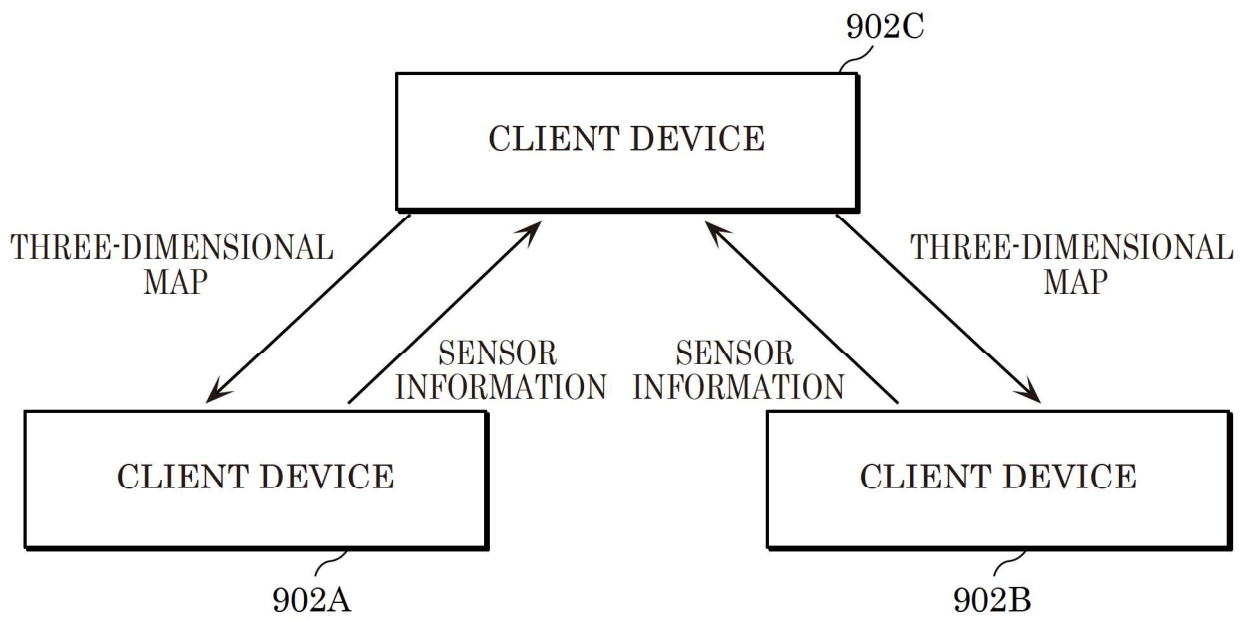 902C
CLIENT DEVICE
THREE-DIMENSIONAL
MAP
THREE-DIMENSIONAL
MAP
SENSOR
INFORMATION
SENSOR
INFORMATION
CLIENT DEVICE
CLIENT DEVICE
902A
902B